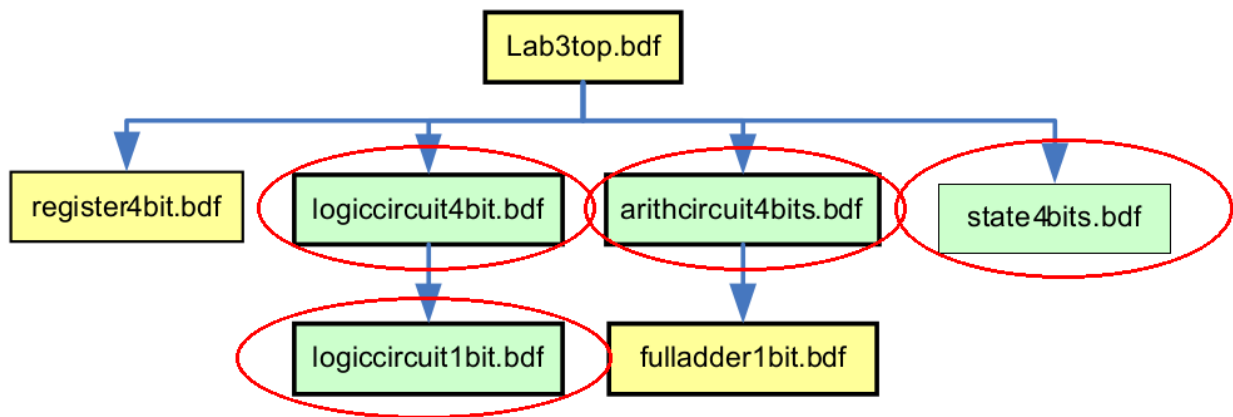 Lab3top.bdf
register4bit.bdf
logiccircuit4bit.bdf
arithcircuit4bits.bdf
state4bits.bdf
logiccircuit1bit.bdf
fulladder1bit.bdf